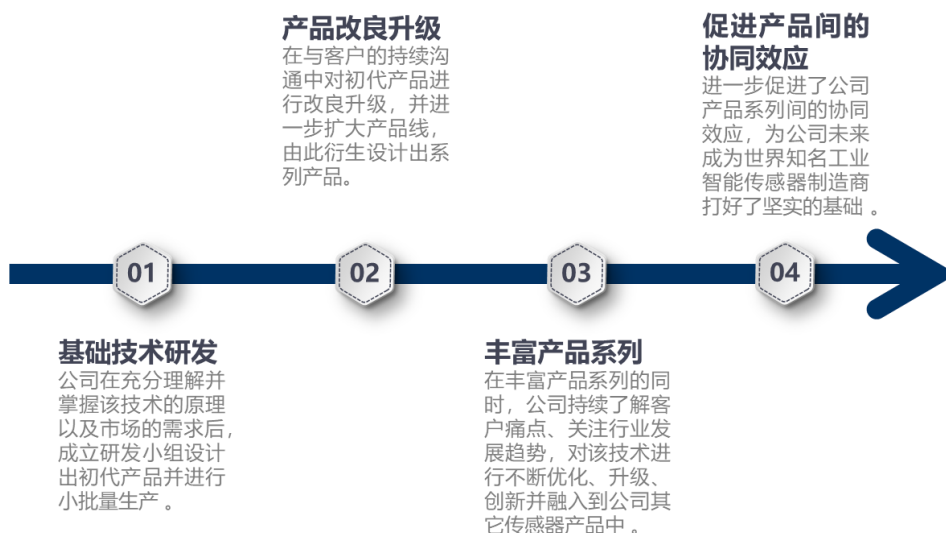 产品改良升级
在与客户的持续沟
通中对初代产品进
行改良升级，并进
一步扩大产品线，
由此衍生设计出系
列产品。
促进产品间的
协同效应
进一步促进了公司
产品系列间的协同
效应，为公司未来
成为世界知名工业
智能传感器制造商
打好了坚实的基础 。
01
02
03
04
基础技术研发
公司在充分理解并
掌握该技术的原理
以及市场的需求后，
成立研发小组设计
出初代产品并进行
小批量生产 。
丰富产品系列
在丰富产品系列的同
时，公司持续了解客
户痛点、关注行业发
展趋势，对该技术进
行不断优化、升级、
创新并融入到公司其
它传感器产品中 。